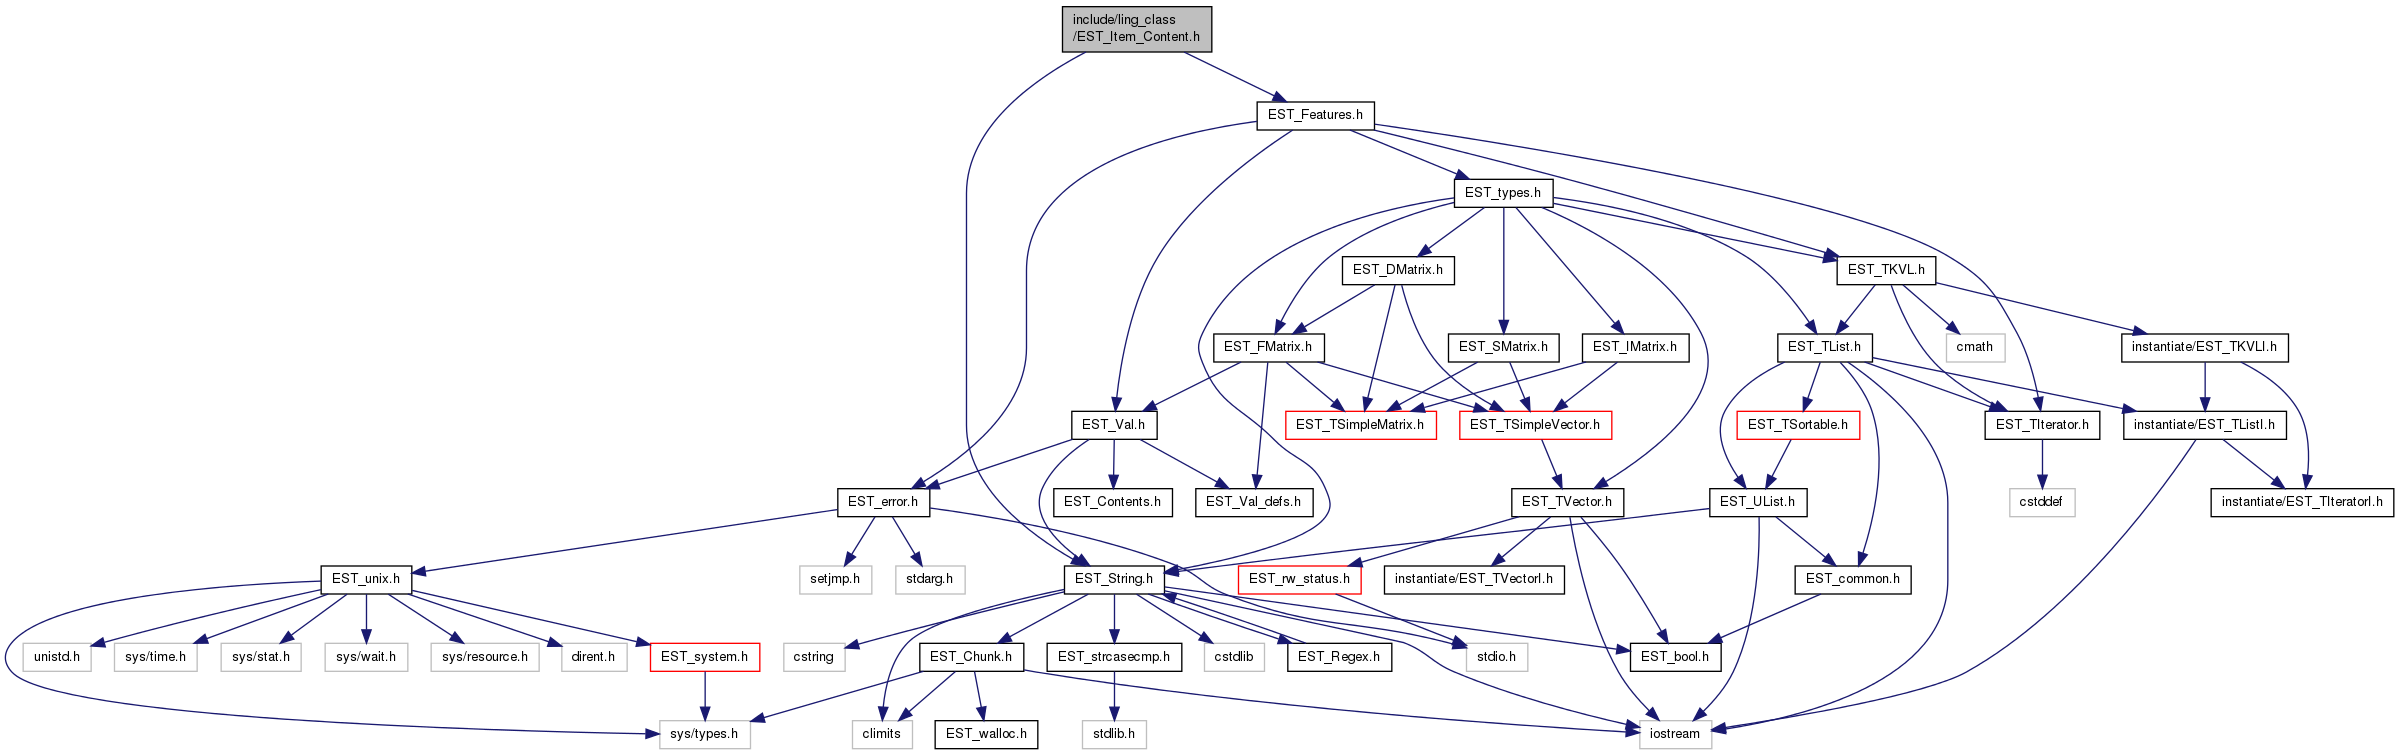 include/ling_class
/EST_Item_Content.h
EST_Features.h
EST_types.h
EST_DMatrix.h
EST_TKVL.h
EST_FMatrix.h
EST_SMatrix.h
EST_IMatrix.h
EST_TList.h
cmath
instantiate/EST_TKVLI.h
EST_Val.h
EST_TSimpleMatrix.h
EST_TSimpleVector.h
EST_TSortable.h
EST_TIterator.h
instantiate/EST_TListI.h
EST_error.h
EST_Contents.h
EST_Val_defs.h
EST_TVector.h
EST_UList.h
cstddef
instantiate/EST_TIteratorI.h
EST_unix.h
setjmp.h
stdarg.h
EST_String.h
EST_rw_status.h
instantiate/EST_TVectorI.h
EST_common.h
unistd.h
sys/time.h
sys/stat.h
sys/wait.h
sys/resource.h
dirent.h
EST_system.h
cstring
EST_Chunk.h
EST_strcasecmp.h
cstdlib
EST_Regex.h
stdio.h
EST_bool.h
sys/types.h
climits
EST_walloc.h
stdlib.h
iostream